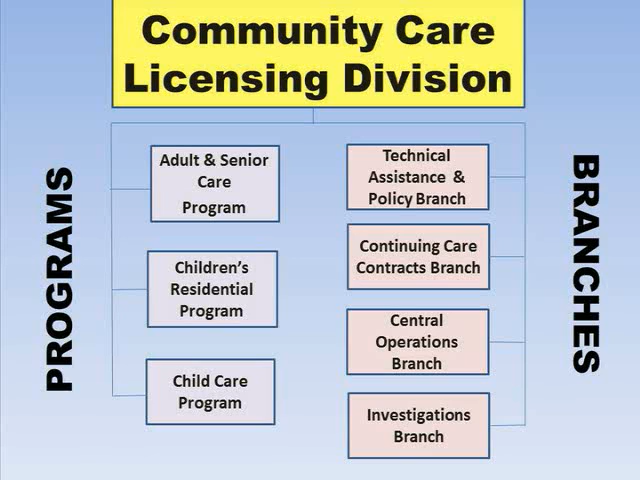 Community Care
Licensing Division
PROGRAMS
Adult & Senior
Care
Program
Children's
Residential
Program
Child Care
Program
Technical
Assistance &
Policy Branch
Continuing Care
Contracts Branch
Central
Operations
Branch
Investigations
Branch
BRANCHES